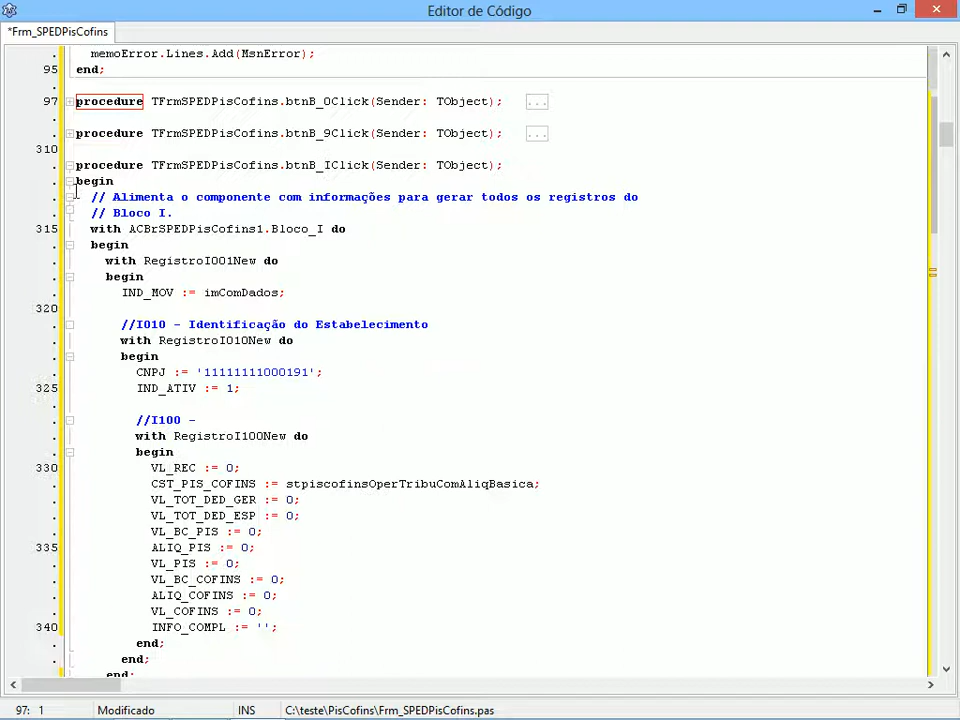 Editor de Código
*Frm_SPEDPisCofins
memoError.Lines.Add(MsnError);
95 end;
97 procedure TFrmSPEDPisCofins.btnB_0Click(Sender: TObject); ...
procedure TFrmSPEDPisCofins.btnB_9Click(Sender: TObject); ...
310
procedure TFrmSPEDPisCofins.btnB_IClick(Sender: TObject);
begin
// Alimenta o componente com informações para gerar todos os registros do
// Bloco I.
315 with ACBrSPEDPisCofins1.Bloco_I do
begin
with RegistroI001New do
begin
IND_MOV := imComDados;
320
//I010 - Identificação do Estabelecimento
with RegistroI010New do
begin
CNPJ := '11111111000191';
325 IND_ATIV := 1;
//I100 -
with RegistroI100New do
begin
330 VL_REC := 0;
CST_PIS_COFINS := stpiscofinsOperTribuComAliqBasica;
VL_TOT_DED_GER := 0;
VL_TOT_DED_ESP := 0;
VL_BC_PIS := 0;
335 ALIQ_PIS := 0;
VL_PIS := 0;
VL_BC_COFINS := 0;
ALIQ_COFINS := 0;
VL_COFINS := 0;
340 INFO_COMPL := '';
end;
end;
end;
97: 1 Modificado INS C:\teste\PisCofins\Frm_SPEDPisCofins.pas